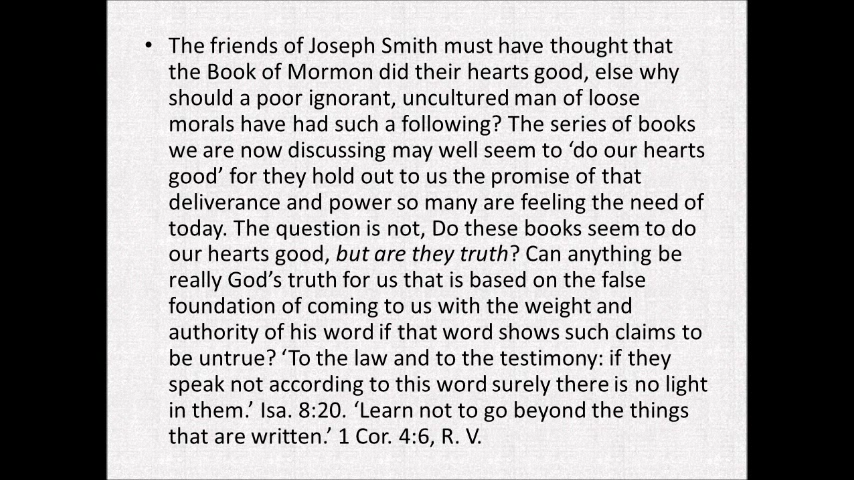 • The friends of Joseph Smith must have thought that
the Book of Mormon did their hearts good, else why
should a poor ignorant, uncultured man of loose
morals have had such a following? The series of books
we are now discussing may well seem to ‘do our hearts
good’ for they hold out to us the promise of that
deliverance and power so many are feeling the need of
today. The question is not, Do these books seem to do
our hearts good, but are they truth? Can anything be
really God’s truth for us that is based on the false
foundation of coming to us with the weight and
authority of his word if that word shows such claims to
be untrue? ‘To the law and to the testimony: if they
speak not according to this word surely there is no light
in them.’ Isa. 8:20. ‘Learn not to go beyond the things
that are written.’ 1 Cor. 4:6, R. V.